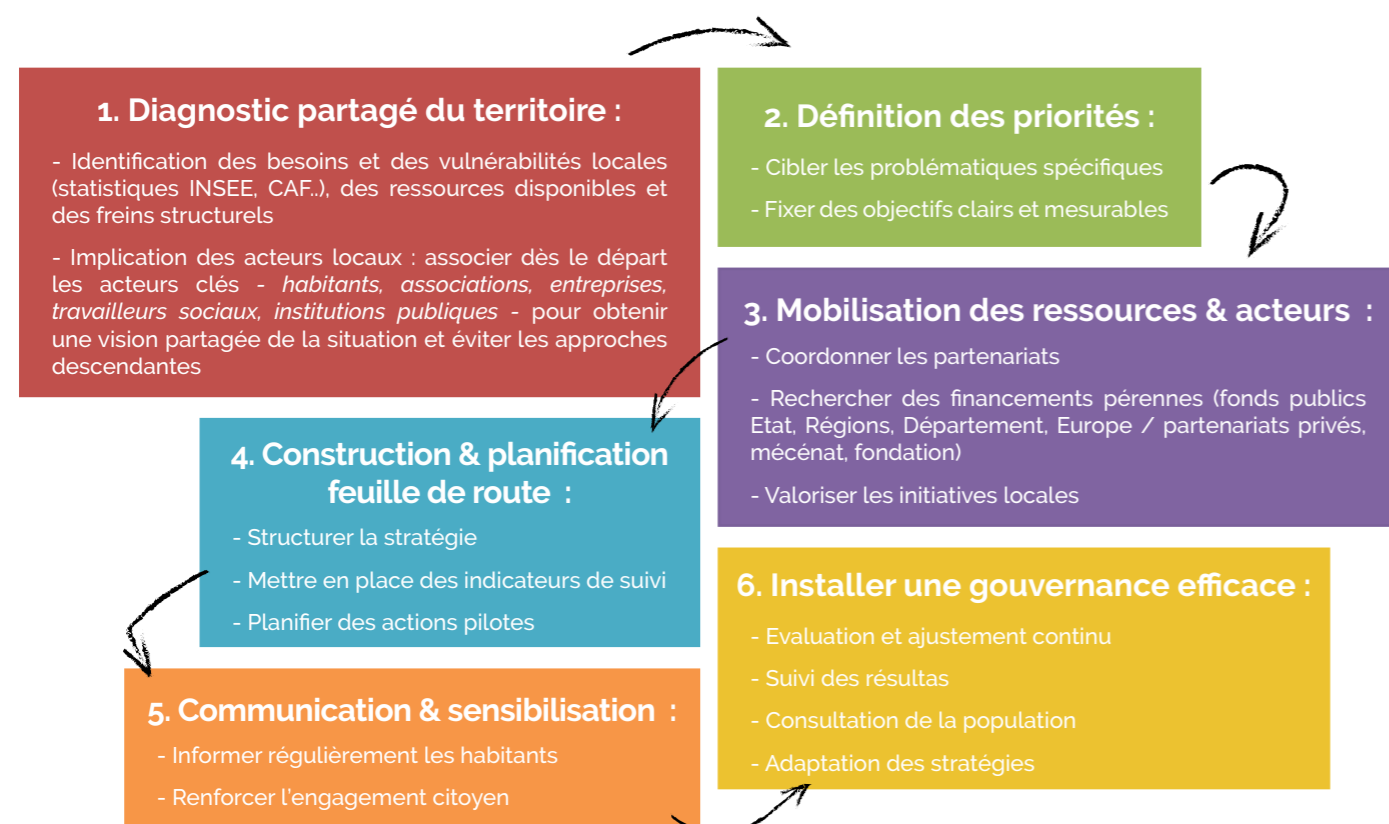 1. Diagnostic partagé du territoire :
- Identification des besoins et des vulnérabilités locales
(statistiques INSEE, CAF..), des ressources disponibles et
des freins structurels
- Implication des acteurs locaux : associer dès le départ
les acteurs clés - habitants, associations, entreprises,
travailleurs sociaux, institutions publiques - pour obtenir
une vision partagée de la situation et éviter les approches
descendantes
2. Définition des priorités :
- Cibler les problématiques spécifiques
- Fixer des objectifs clairs et mesurables
3. Mobilisation des ressources & acteurs :
- Coordonner les partenariats
- Rechercher des financements pérennes (fonds publics
Etat, Régions, Département, Europe / partenariats privés,
mécénat, fondation)
- Valoriser les initiatives locales
4. Construction & planification
feuille de route :
- Structurer la stratégie
- Mettre en place des indicateurs de suivi
- Planifier des actions pilotes
5. Communication & sensibilisation :
- Informer régulièrement les habitants
- Renforcer l'engagement citoyen
6. Installer une gouvernance efficace :
- Evaluation et ajustement continu
- Suivi des résultas
- Consultation de la population
- Adaptation des stratégies